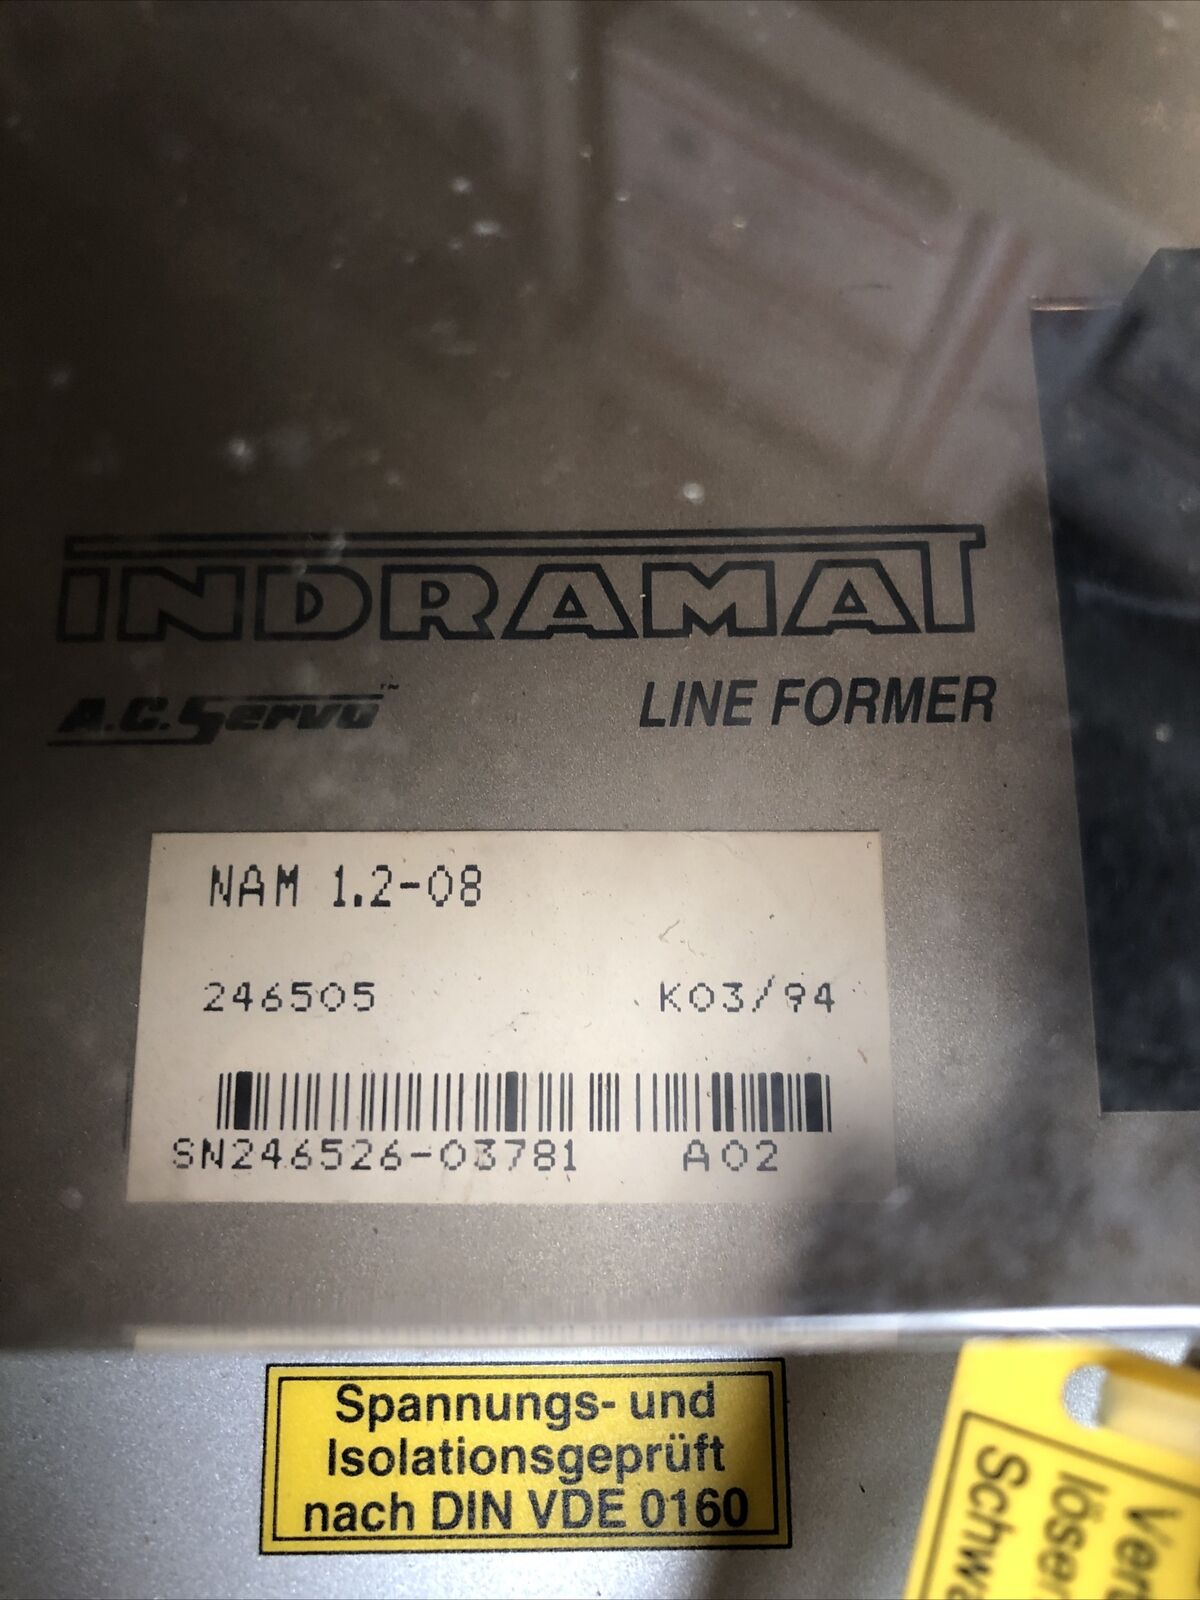 INDRAMAT
A.C. Servo™
LINE FORMER
NAM 1.2-08
246505 K03/94
SN246526-03781 A02
Spannungs- und
Isolationsgeprüft
nach DIN VDE 0160